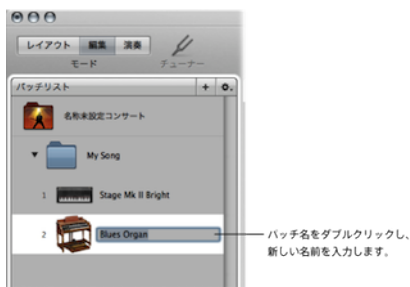 レイアウト 編集 演奏
モード チューナー
パッチリスト
名称未設定コンサート
My Song
1 Stage Mk II Bright
2 Blues Organ
パッチ名をダブルクリックし、
新しい名前を入力します。